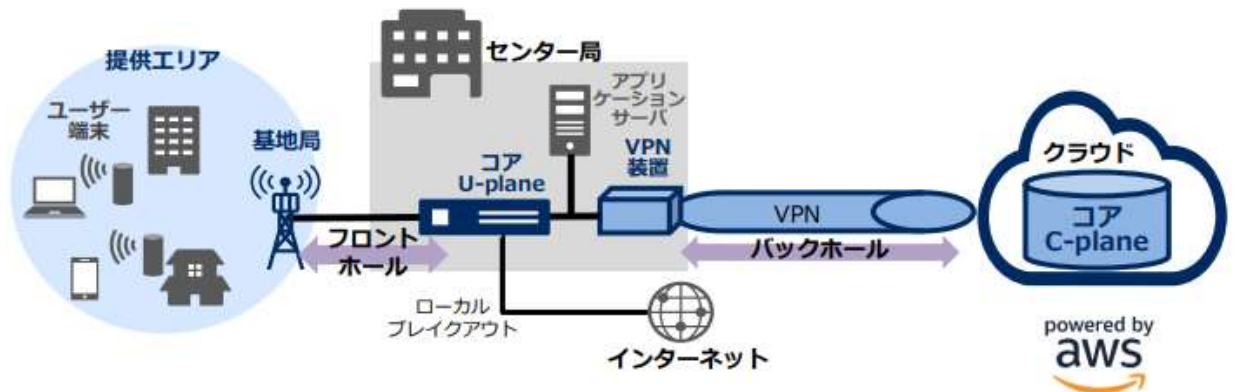 提供エリア
ユーザー
端末
基地局
フロント
ホール
センター局
コア
U-plane
アプリ
ケーション
サーバ
VPN
装置
ローカル
ブレイクアウト
インターネット
VPN
バックホール
クラウド
コア
C-plane
powered by
aws